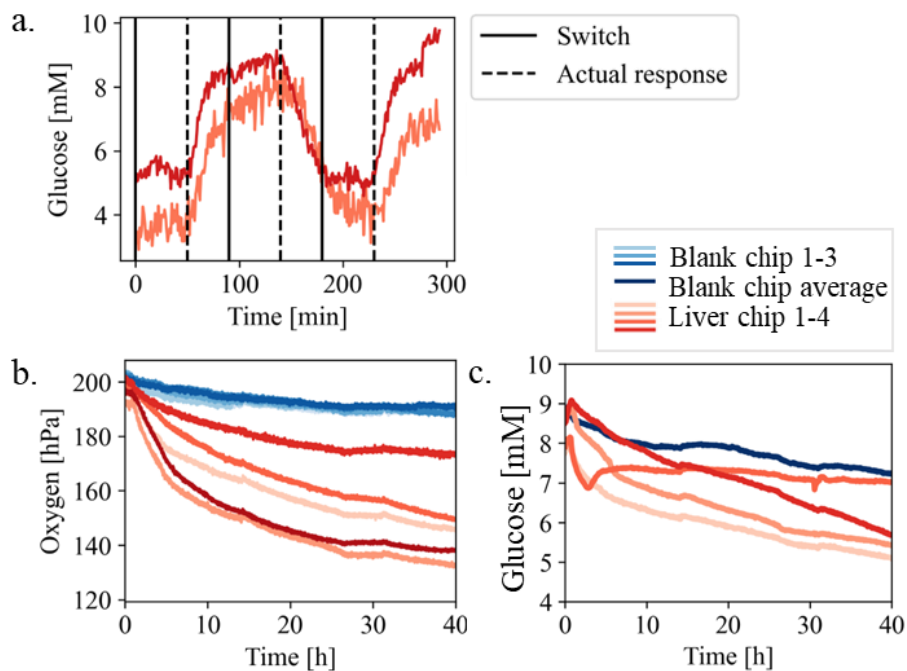 a.
10
8
6
4
Glucose [mM]
0
100
200
300
Time [min]
Switch
Actual response
Blank chip 1-3
Blank chip average
Liver chip 1-4
b.
200
180
160
140
120
Oxygen [hPa]
0
10
20
30
40
Time [h]
c.
10
9
8
7
6
5
4
Glucose [mM]
0
10
20
30
40
Time [h]